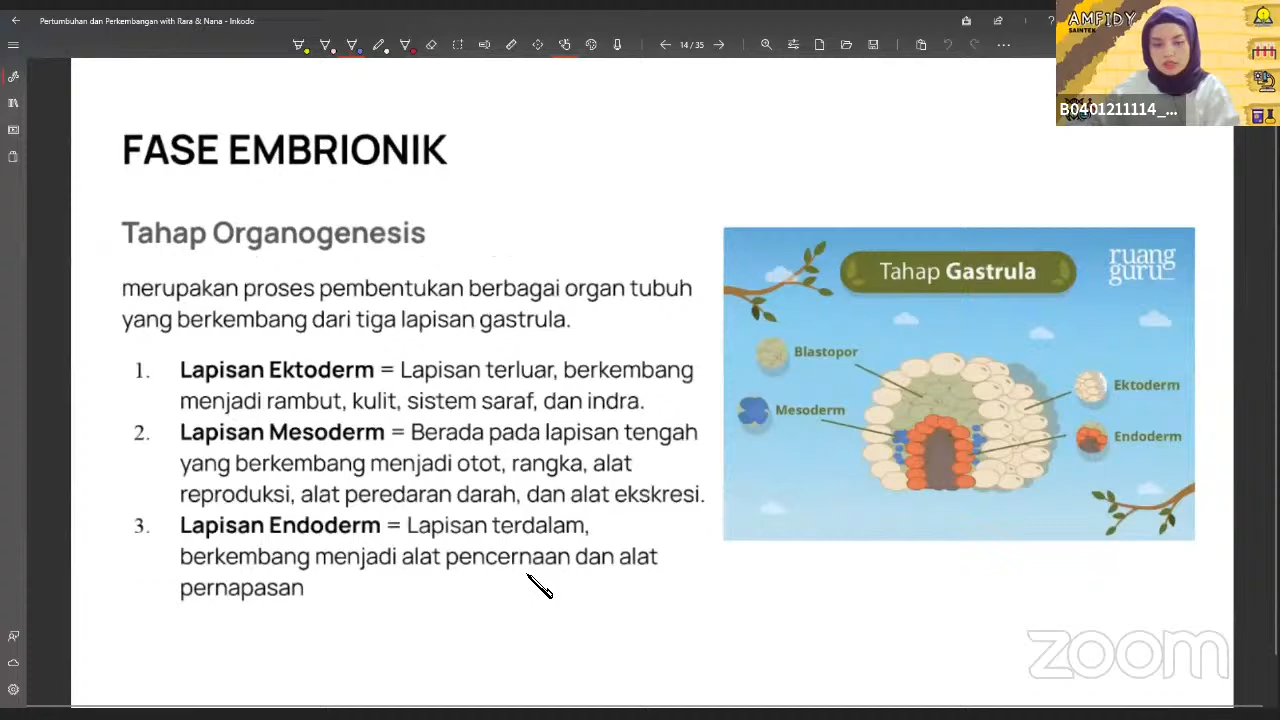 Pertumbuhan dan Perkembangan with Rara & Nana - Inkodo
14 / 35
?
AMFIDY
SAINTEK
B0401211114_...
FASE EMBRIONIK
Tahap Organogenesis
merupakan proses pembentukan berbagai organ tubuh
yang berkembang dari tiga lapisan gastrula.
1. Lapisan Ektoderm = Lapisan terluar, berkembang
menjadi rambut, kulit, sistem saraf, dan indra.
2. Lapisan Mesoderm = Berada pada lapisan tengah
yang berkembang menjadi otot, rangka, alat
reproduksi, alat peredaran darah, dan alat ekskresi.
3. Lapisan Endoderm = Lapisan terdalam,
berkembang menjadi alat pencernaan dan alat
pernapasan
Tahap Gastrula
ruang
guru
Blastopor
Mesoderm
Ektoderm
Endoderm
zoom